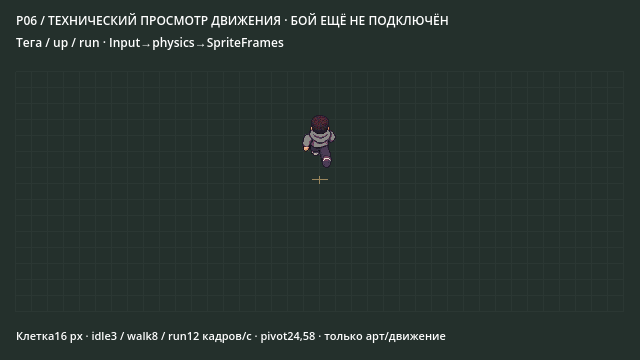 P06 / ТЕХНИЧЕСКИЙ ПРОСМОТР ДВИЖЕНИЯ · БОЙ ЕЩЁ НЕ ПОДКЛЮЧЁН
Тега / up / run · Input→physics→SpriteFrames
Клетка16 px · idle3 / walk8 / run12 кадров/с · pivot24,58 · только арт/движение